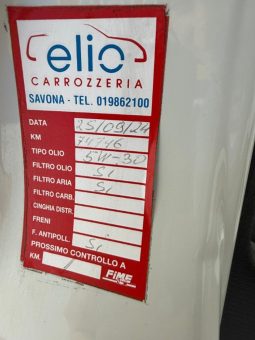 elio
CARROZZERIA
SAVONA - TEL. 019862100
DATA 25/09/24
KM 74746
TIPO OLIO 5W-30
FILTRO OLIO Si
FILTRO ARIA Si
FILTRO CARB.
CINGHIA DISTR.
FRENI
F. ANTIPOLL. Si
PROSSIMO CONTROLLO A
KM. /
FIME